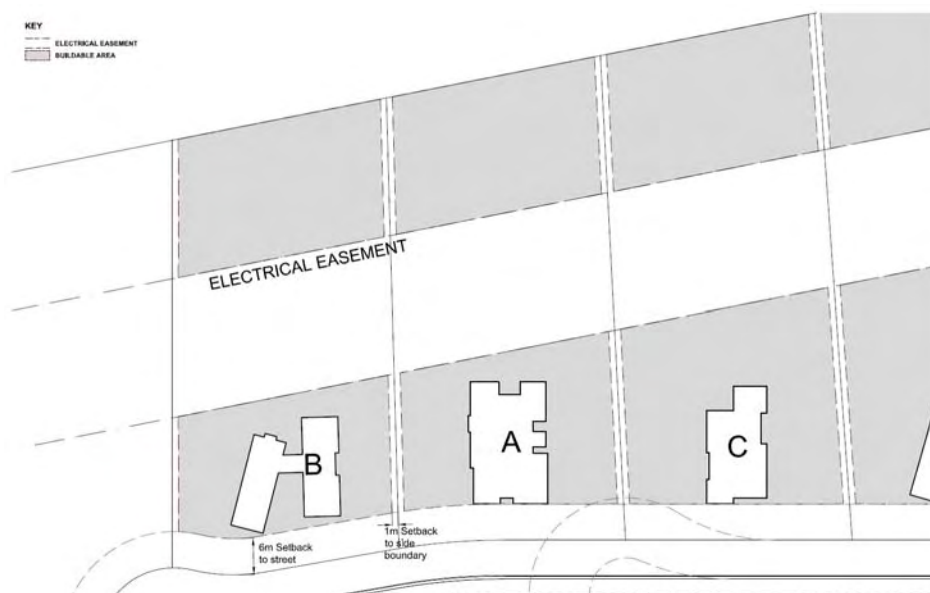 KEY
ELECTRICAL EASEMENT
BUILDABLE AREA
ELECTRICAL EASEMENT
B
A
C
6m Setback
to street
1m Setback
to side
boundary